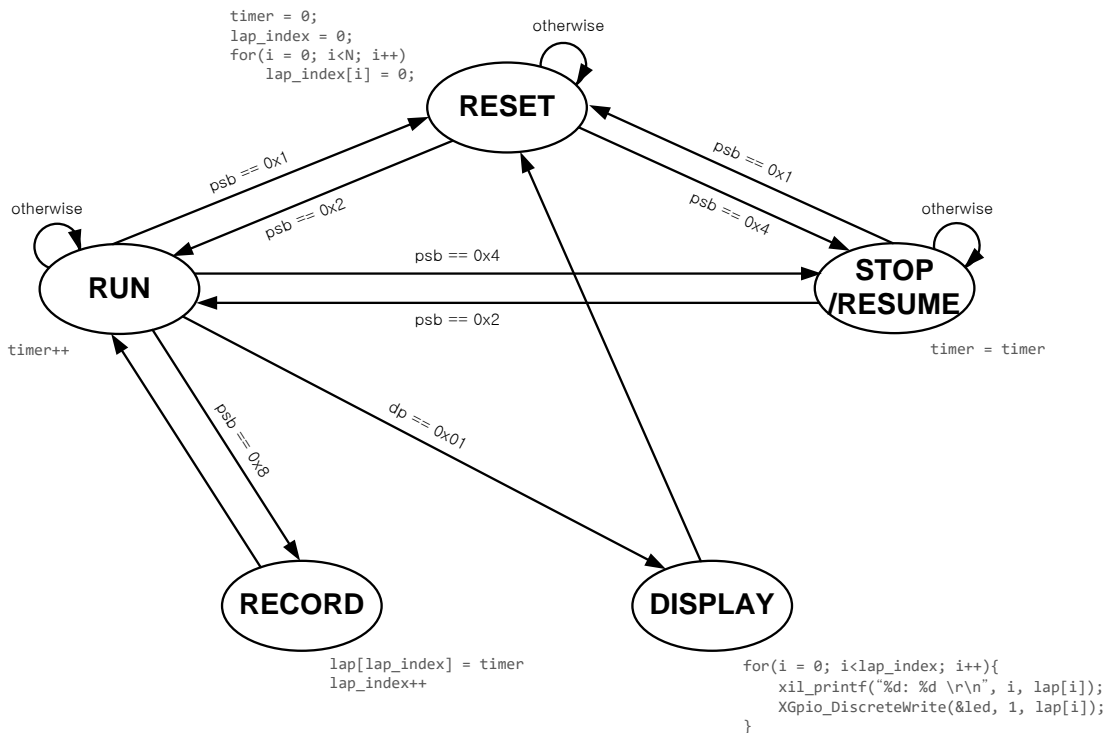 timer = 0;
lap_index = 0;
for(i = 0; i<N; i++)
lap_index[i] = 0;
otherwise
RESET
psb == 0x1
psb == 0x2
psb == 0x1
psb == 0x4
otherwise
RUN
timer++
psb == 0x4
psb == 0x2
otherwise
STOP
/RESUME
timer = timer
psb == 0x8
dp == 0x01
RECORD
lap[lap_index] = timer
lap_index++
DISPLAY
for(i = 0; i<lap_index; i++){
xil_printf(“%d: %d \r\n”, i, lap[i]);
XGpio_DiscreteWrite(&led, 1, lap[i]);
}